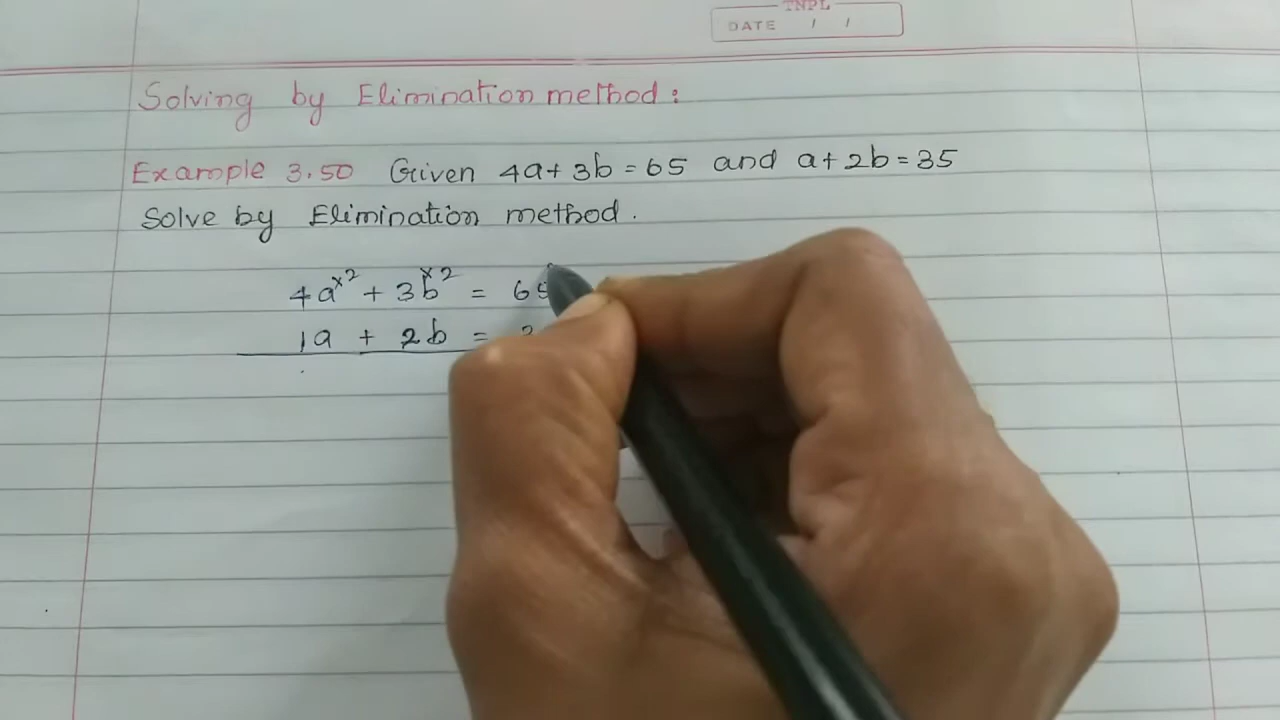 TNPL
DATE / /
Solving by Elimination method :
Example 3.50 Given 4a + 3b = 65 and a + 2b = 35
Solve by Elimination method .
4a ×2 + 3b ×2 = 65
1a + 2b =